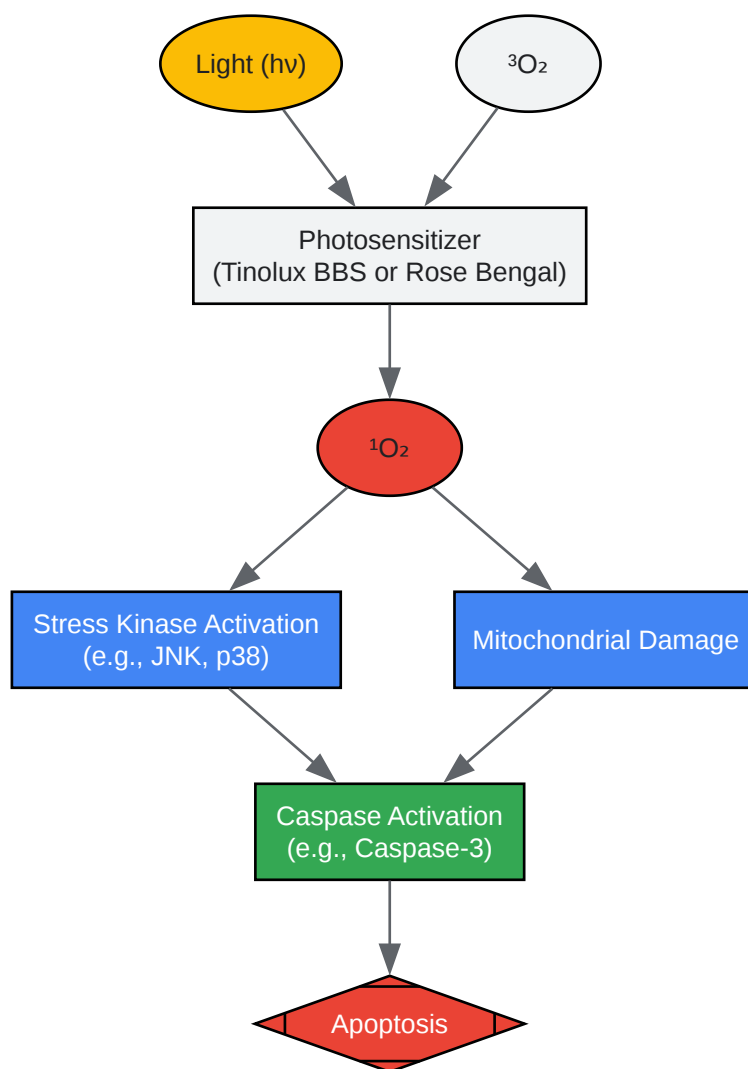 Light (hν)
³O₂
Photosensitizer
(Tinolux BBS or Rose Bengal)
¹O₂
Stress Kinase Activation
(e.g., JNK, p38)
Mitochondrial Damage
Caspase Activation
(e.g., Caspase-3)
Apoptosis